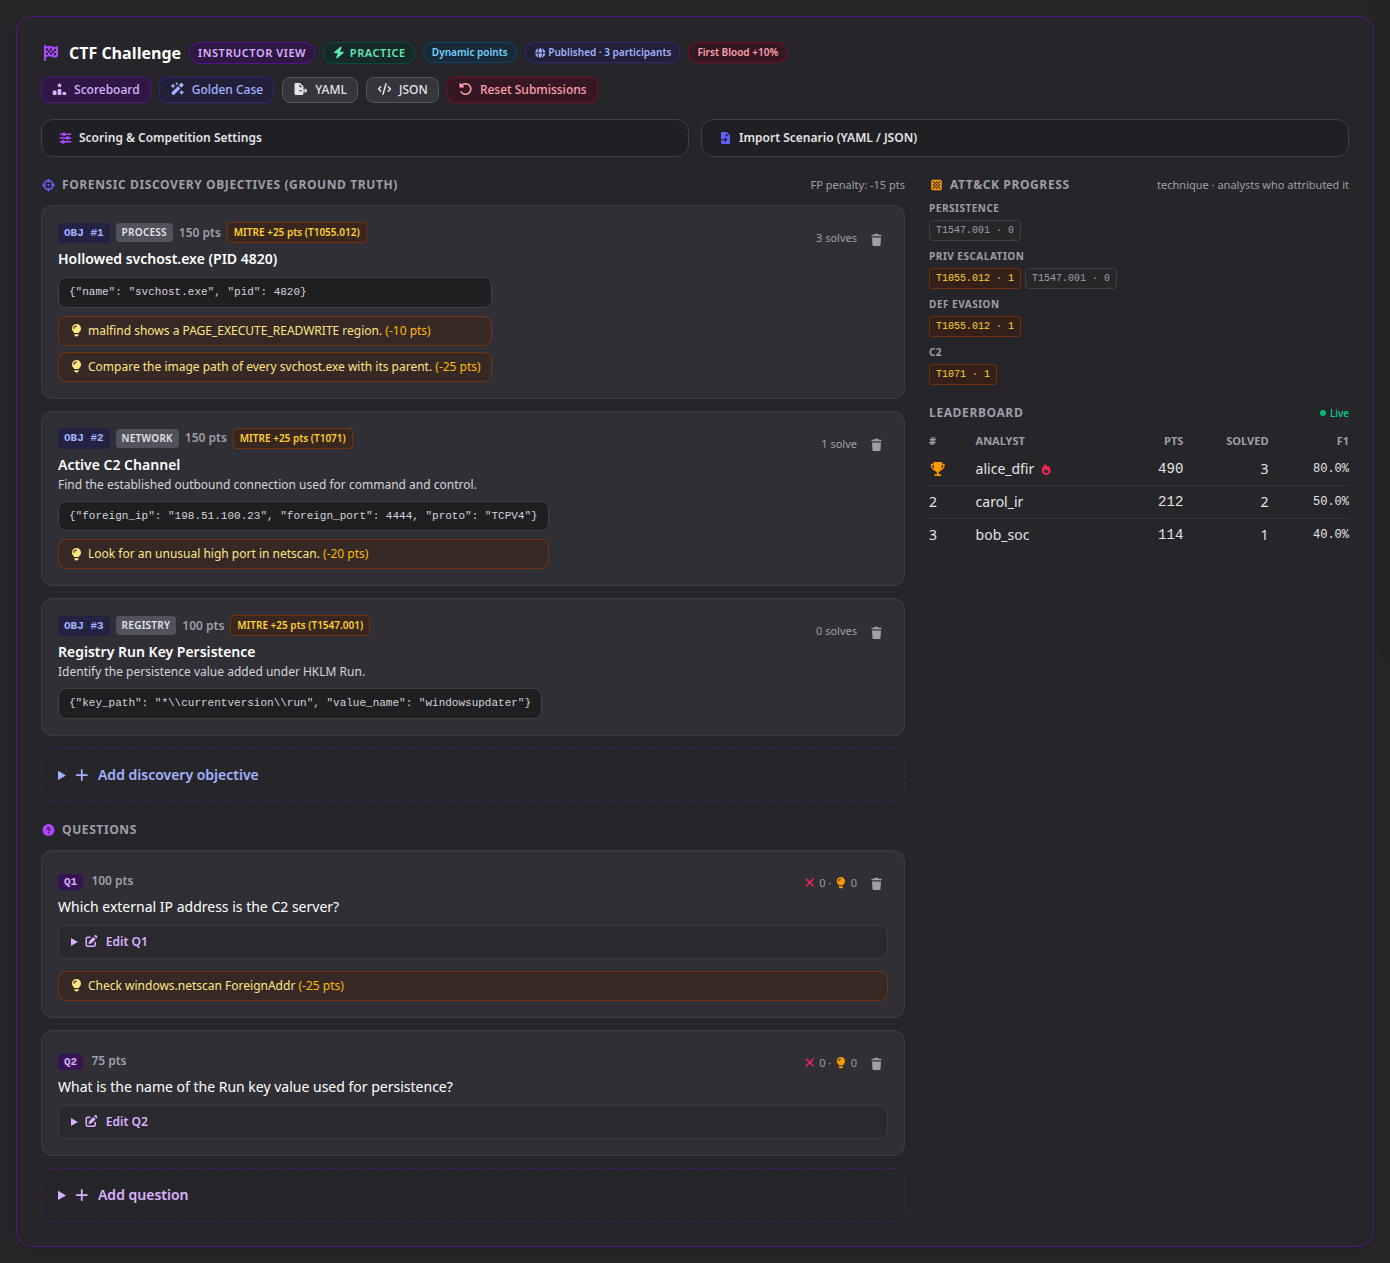 CTF Challenge INSTRUCTOR VIEW PRACTICE Dynamic points Published · 3 participants First Blood +10%
Scoreboard Golden Case YAML JSON Reset Submissions
Scoring & Competition Settings
Import Scenario (YAML / JSON)
FORENSIC DISCOVERY OBJECTIVES (GROUND TRUTH) FP penalty: -15 pts
OBJ #1 PROCESS 150 pts MITRE +25 pts (T1055.012) 3 solves
Hollowed svchost.exe (PID 4820)
{"name": "svchost.exe", "pid": 4820}
malfind shows a PAGE_EXECUTE_READWRITE region. (-10 pts)
Compare the image path of every svchost.exe with its parent. (-25 pts)
OBJ #2 NETWORK 150 pts MITRE +25 pts (T1071) 1 solve
Active C2 Channel
Find the established outbound connection used for command and control.
{"foreign_ip": "198.51.100.23", "foreign_port": 4444, "proto": "TCPV4"}
Look for an unusual high port in netscan. (-20 pts)
OBJ #3 REGISTRY 100 pts MITRE +25 pts (T1547.001) 0 solves
Registry Run Key Persistence
Identify the persistence value added under HKLM Run.
{"key_path": "*\\currentversion\\run", "value_name": "windowsupdater"}
+ Add discovery objective
QUESTIONS
Q1 100 pts 0 · 0
Which external IP address is the C2 server?
Edit Q1
Check windows.netscan ForeignAddr (-25 pts)
Q2 75 pts 0 · 0
What is the name of the Run key value used for persistence?
Edit Q2
+ Add question
ATT&CK PROGRESS technique · analysts who attributed it
PERSISTENCE
T1547.001 · 0
PRIV ESCALATION
T1055.012 · 1 T1547.001 · 0
DEF EVASION
T1055.012 · 1
C2
T1071 · 1
LEADERBOARD Live
# ANALYST PTS SOLVED F1
alice_dfir 490 3 80.0%
2 carol_ir 212 2 50.0%
3 bob_soc 114 1 40.0%